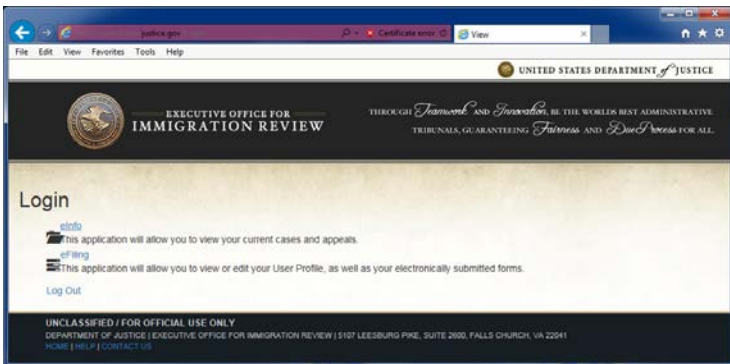 justice.gov
Certificate error
View
File Edit View Favorites Tools Help
UNITED STATES DEPARTMENT of JUSTICE
EXECUTIVE OFFICE FOR
IMMIGRATION REVIEW
THROUGH Teamwork AND Innovation, BE THE WORLDS BEST ADMINISTRATIVE
TRIBUNALS, GUARANTEEING Fairness AND Due Process FOR ALL.
Login
eInfo
This application will allow you to view your current cases and appeals.
eFiling
This application will allow you to view or edit your User Profile, as well as your electronically submitted forms.
Log Out
UNCLASSIFIED / FOR OFFICIAL USE ONLY
DEPARTMENT OF JUSTICE | EXECUTIVE OFFICE FOR IMMIGRATION REVIEW | 5107 LEESBURG PIKE, SUITE 2600, FALLS CHURCH, VA 22041
HOME | HELP | CONTACT US